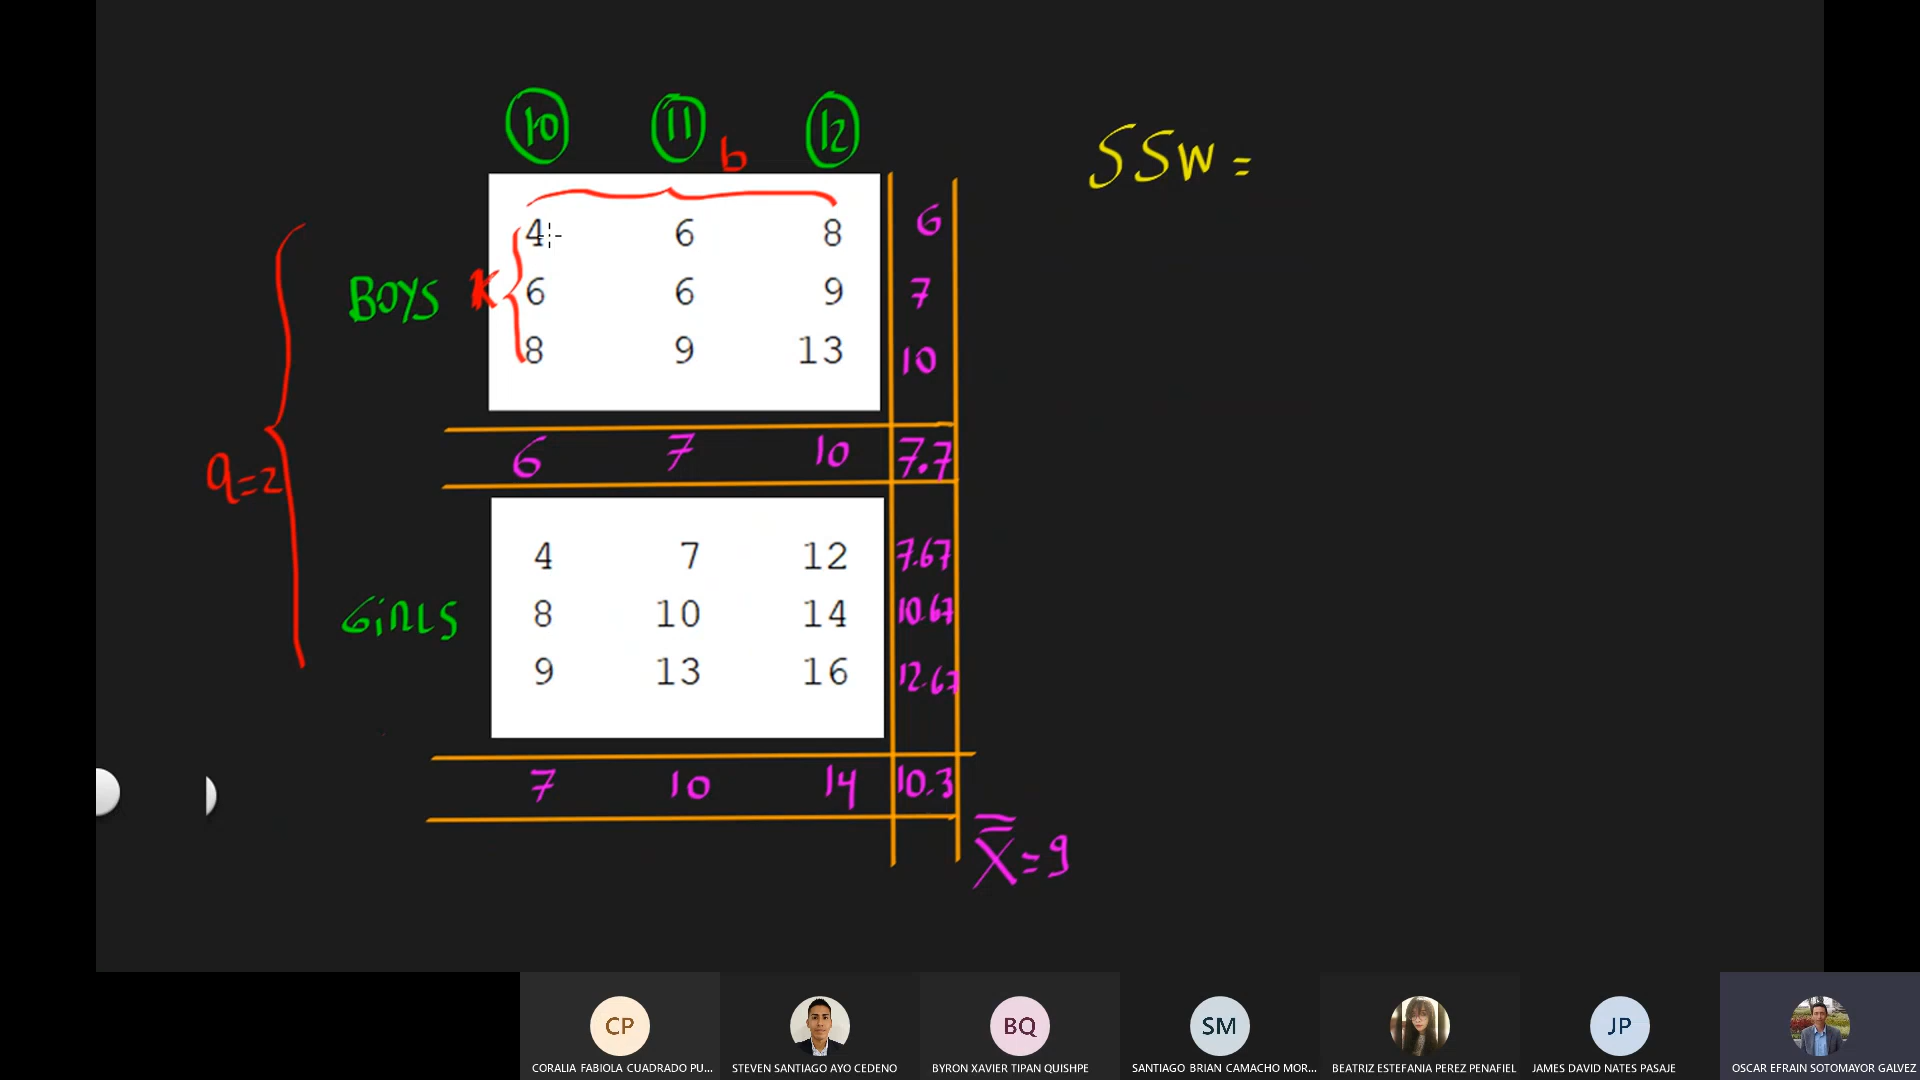 10 11 12
b
SSW =
4 6 8 6
BOYS K 6 6 9 7
8 9 13 10
6 7 10 7.7
q=2
4 7 12 7.67
GiRLS 8 10 14 10.67
9 13 16 12.67
7 10 14 10.3
X=9
CP
BQ
SM
JP
CORALIA FABIOLA CUADRADO PU...
STEVEN SANTIAGO AYO CEDENO
BYRON XAVIER TIPAN QUISHPE
SANTIAGO BRIAN CAMACHO MOR...
BEATRIZ ESTEFANIA PEREZ PENAFIEL
JAMES DAVID NATES PASAJE
OSCAR EFRAIN SOTOMAYOR GALVEZ